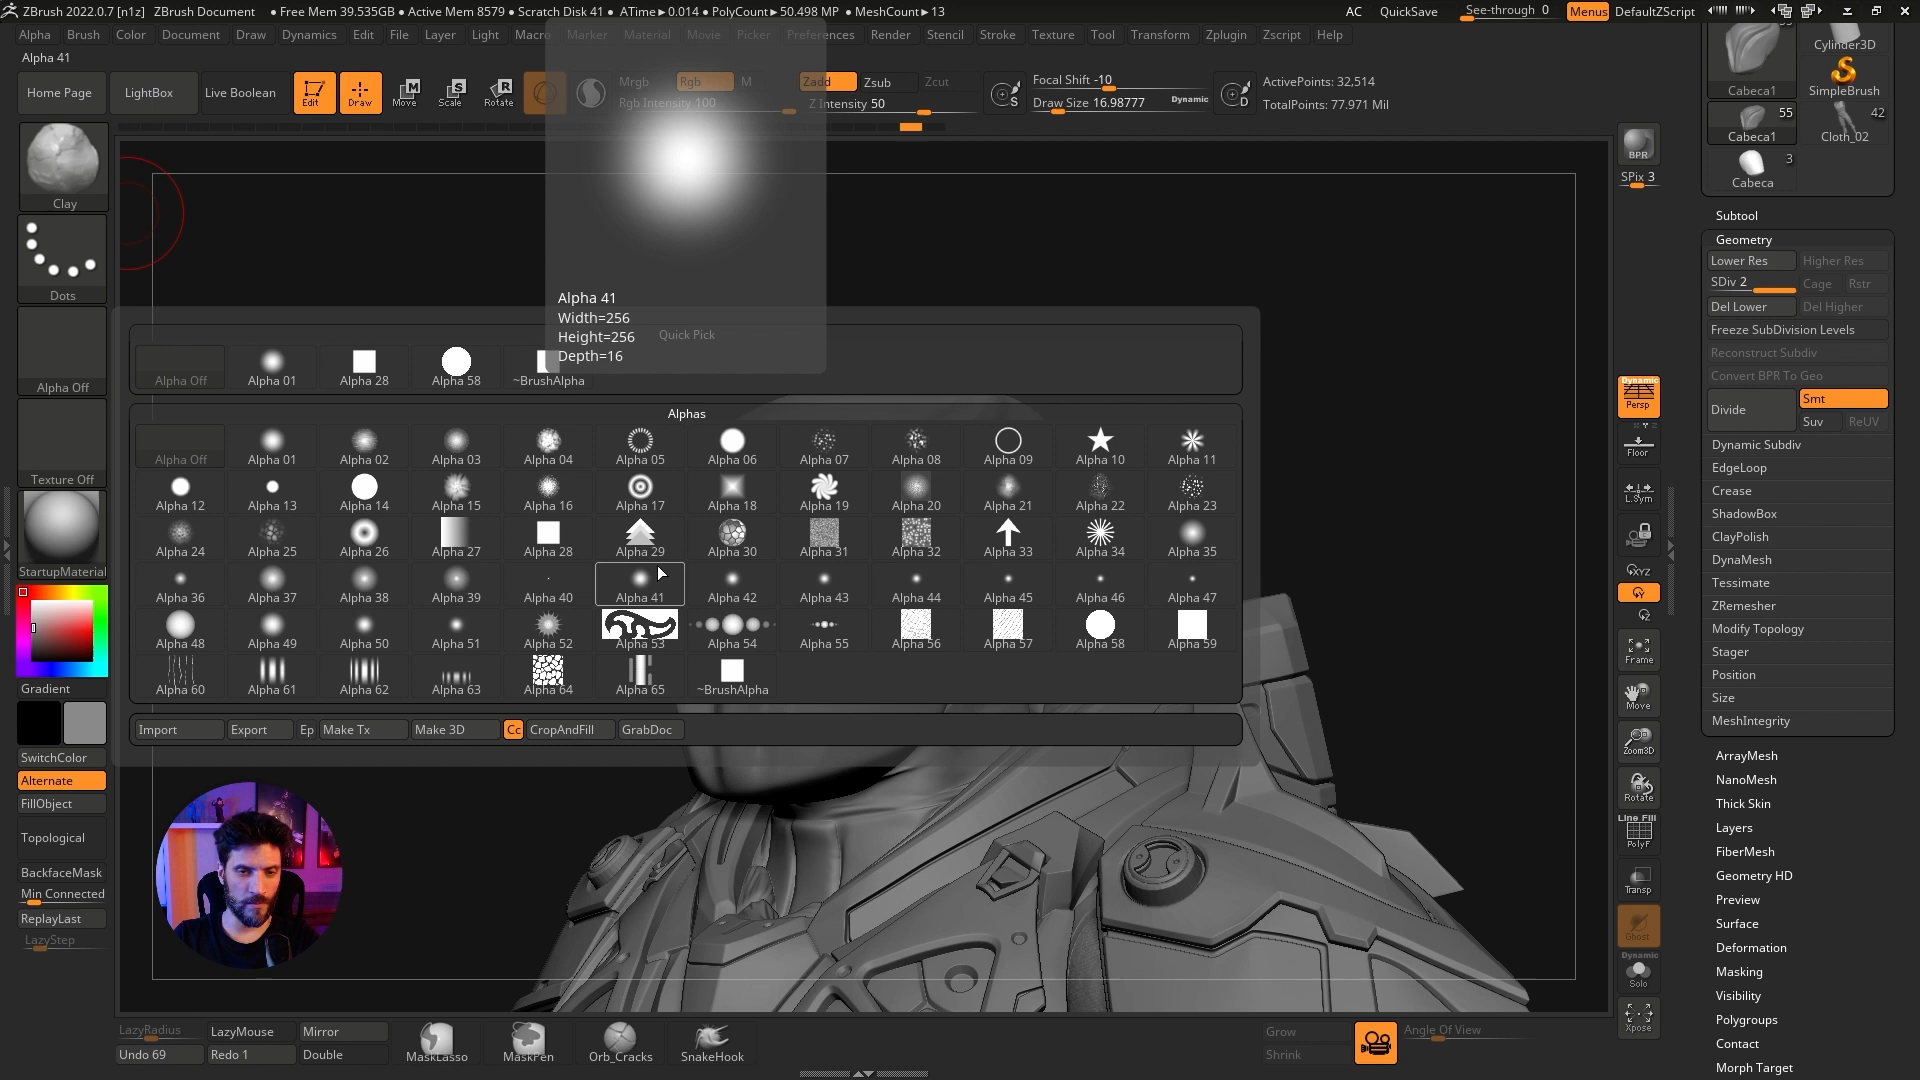 ZBrush 2022.0.7 [n1z] ZBrush Document ● Free Mem 39.535GB ● Active Mem 8579 ● Scratch Disk 41 ● ATime►0.014 ● PolyCount►50.498 MP ● MeshCount►13 AC QuickSave See-through 0 Menus DefaultZScript
Alpha Brush Color Document Draw Dynamics Edit File Layer Light Macro Marker Material Movie Picker Preferences Render Stencil Stroke Texture Tool Transform Zplugin Zscript Help
Alpha 41
Home Page LightBox Live Boolean Edit Draw Move Scale Rotate Mrgb Rgb M Zadd Zsub Zcut Focal Shift -10 ActivePoints: 32,514
Rgb Intensity 100 Z Intensity 50 Draw Size 16.98777 Dynamic TotalPoints: 77.971 Mil
Clay
Dots
Alpha Off
Texture Off
StartupMaterial
Gradient
SwitchColor
Alternate
FillObject
Topological
BackfaceMask
Min Connected
ReplayLast
LazyStep
Alpha 41
Width=256
Height=256
Depth=16
Quick Pick
Alpha Off Alpha 01 Alpha 28 Alpha 58 ~BrushAlpha
Alphas
Alpha Off Alpha 01 Alpha 02 Alpha 03 Alpha 04 Alpha 05 Alpha 06 Alpha 07 Alpha 08 Alpha 09 Alpha 10 Alpha 11
Alpha 12 Alpha 13 Alpha 14 Alpha 15 Alpha 16 Alpha 17 Alpha 18 Alpha 19 Alpha 20 Alpha 21 Alpha 22 Alpha 23
Alpha 24 Alpha 25 Alpha 26 Alpha 27 Alpha 28 Alpha 29 Alpha 30 Alpha 31 Alpha 32 Alpha 33 Alpha 34 Alpha 35
Alpha 36 Alpha 37 Alpha 38 Alpha 39 Alpha 40 Alpha 41 Alpha 42 Alpha 43 Alpha 44 Alpha 45 Alpha 46 Alpha 47
Alpha 48 Alpha 49 Alpha 50 Alpha 51 Alpha 52 Alpha 53 Alpha 54 Alpha 55 Alpha 56 Alpha 57 Alpha 58 Alpha 59
Alpha 60 Alpha 61 Alpha 62 Alpha 63 Alpha 64 Alpha 65 ~BrushAlpha
Import Export Ep Make Tx Make 3D Cc CropAndFill GrabDoc
LazyRadius LazyMouse Mirror
Undo 69 Redo 1 Double MaskLasso MaskPen Orb_Cracks SnakeHook
Grow Angle Of View
Shrink
BPR
SPix 3
Dynamic
Persp
Floor
L.Sym
XYZ
Y
Z
Frame
Move
Zoom3D
Rotate
Line Fill
PolyF
Transp
Ghost
Dynamic
Solo
Xpose
Cabeca1 Cylinder3D
SimpleBrush
55 42
Cabeca1 Cloth_02
3
Cabeca
Subtool
Geometry
Lower Res Higher Res
SDiv 2 Cage Rstr
Del Lower Del Higher
Freeze SubDivision Levels
Reconstruct Subdiv
Convert BPR To Geo
Divide Smt
Suv ReUV
Dynamic Subdiv
EdgeLoop
Crease
ShadowBox
ClayPolish
DynaMesh
Tessimate
ZRemesher
Modify Topology
Stager
Position
Size
MeshIntegrity
ArrayMesh
NanoMesh
Thick Skin
Layers
FiberMesh
Geometry HD
Preview
Surface
Deformation
Masking
Visibility
Polygroups
Contact
Morph Target